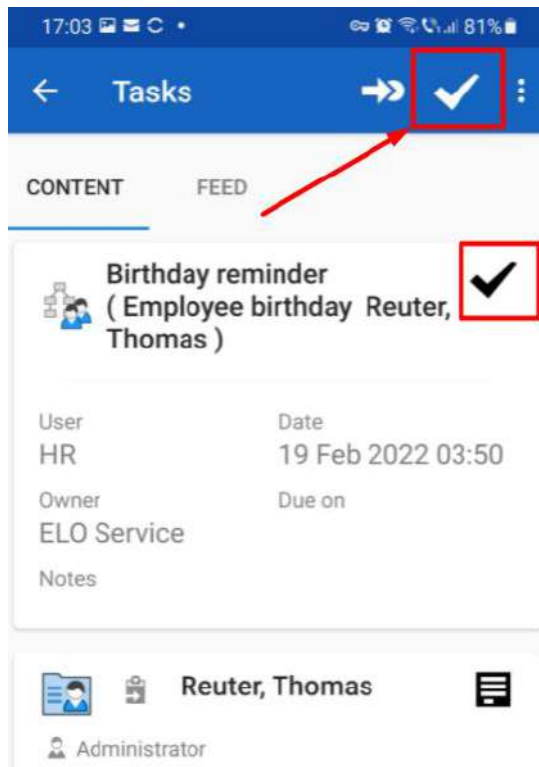 17:03 C • 81%
Tasks
CONTENT FEED
Birthday reminder
( Employee birthday Reuter,
Thomas )
User Date
HR 19 Feb 2022 03:50
Owner Due on
ELO Service
Notes
Reuter, Thomas
Administrator